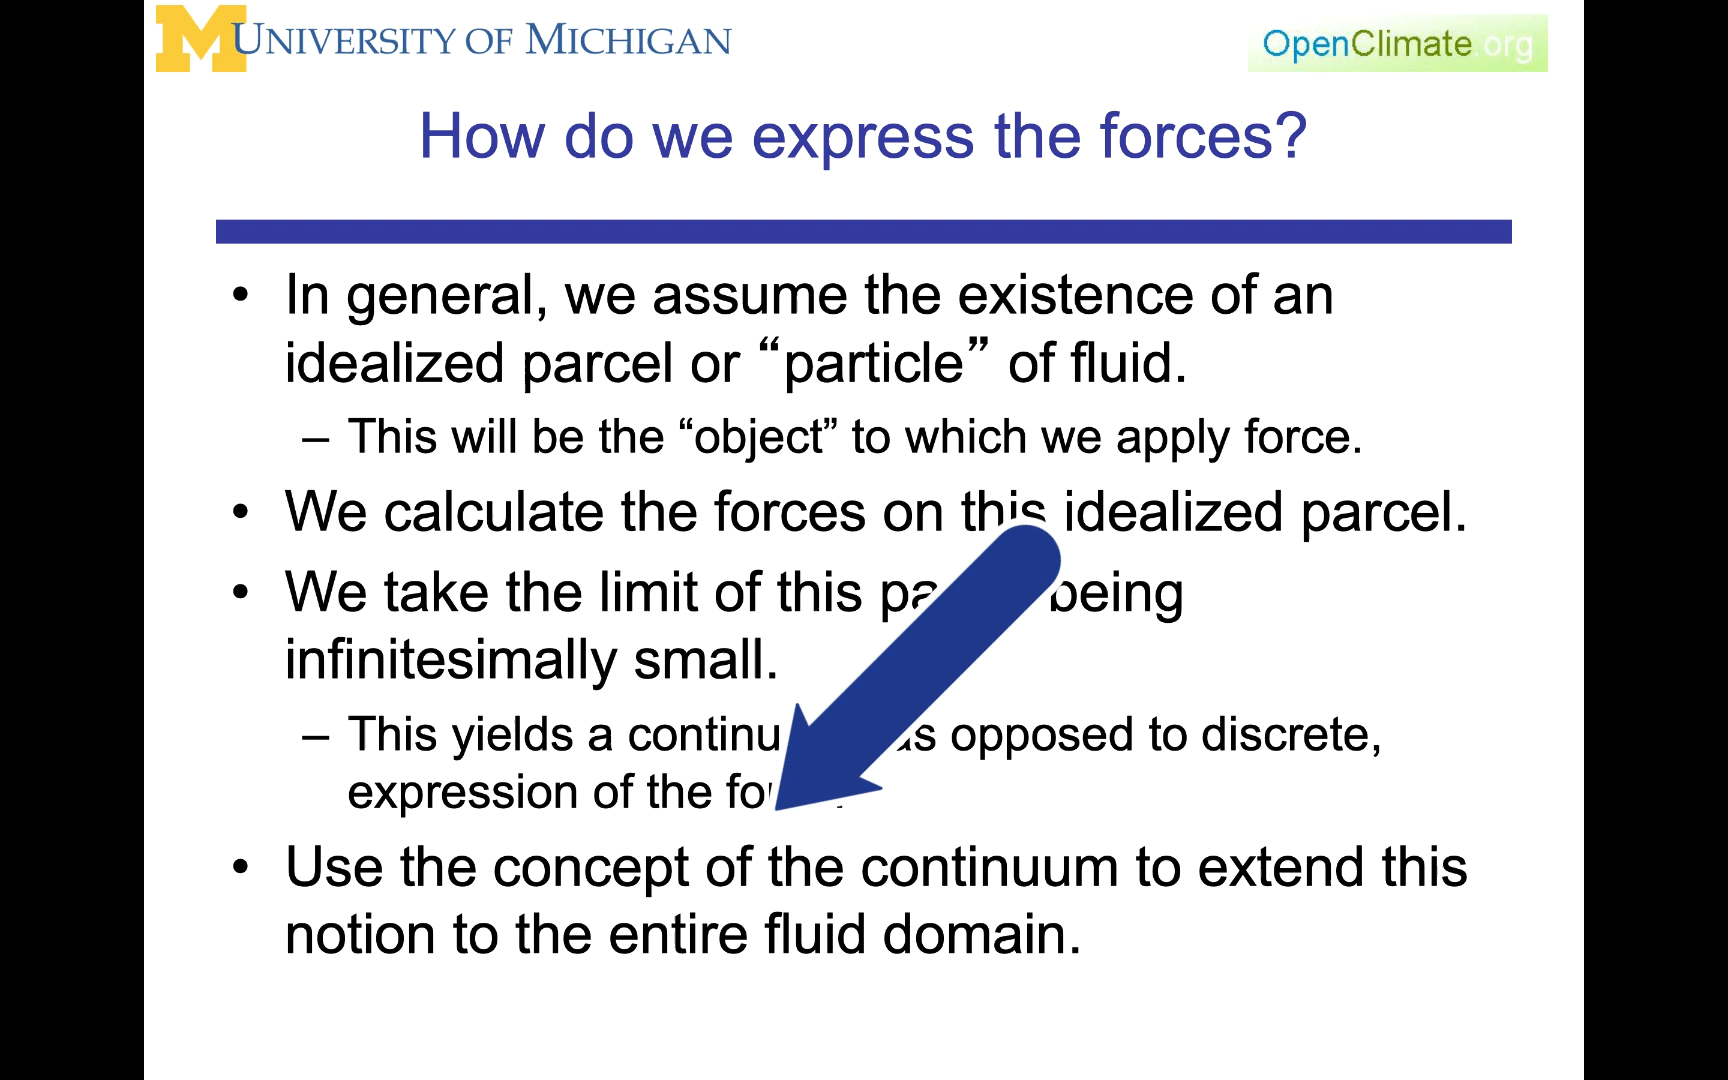 UNIVERSITY OF MICHIGAN
OpenClimate.org
How do we express the forces?
• In general, we assume the existence of an
idealized parcel or “particle” of fluid.
– This will be the “object” to which we apply force.
• We calculate the forces on this idealized parcel.
• We take the limit of this being
infinitesimally small.
– This yields a as opposed to discrete,
expression of the
• Use the concept of the continuum to extend this
notion to the entire fluid domain.